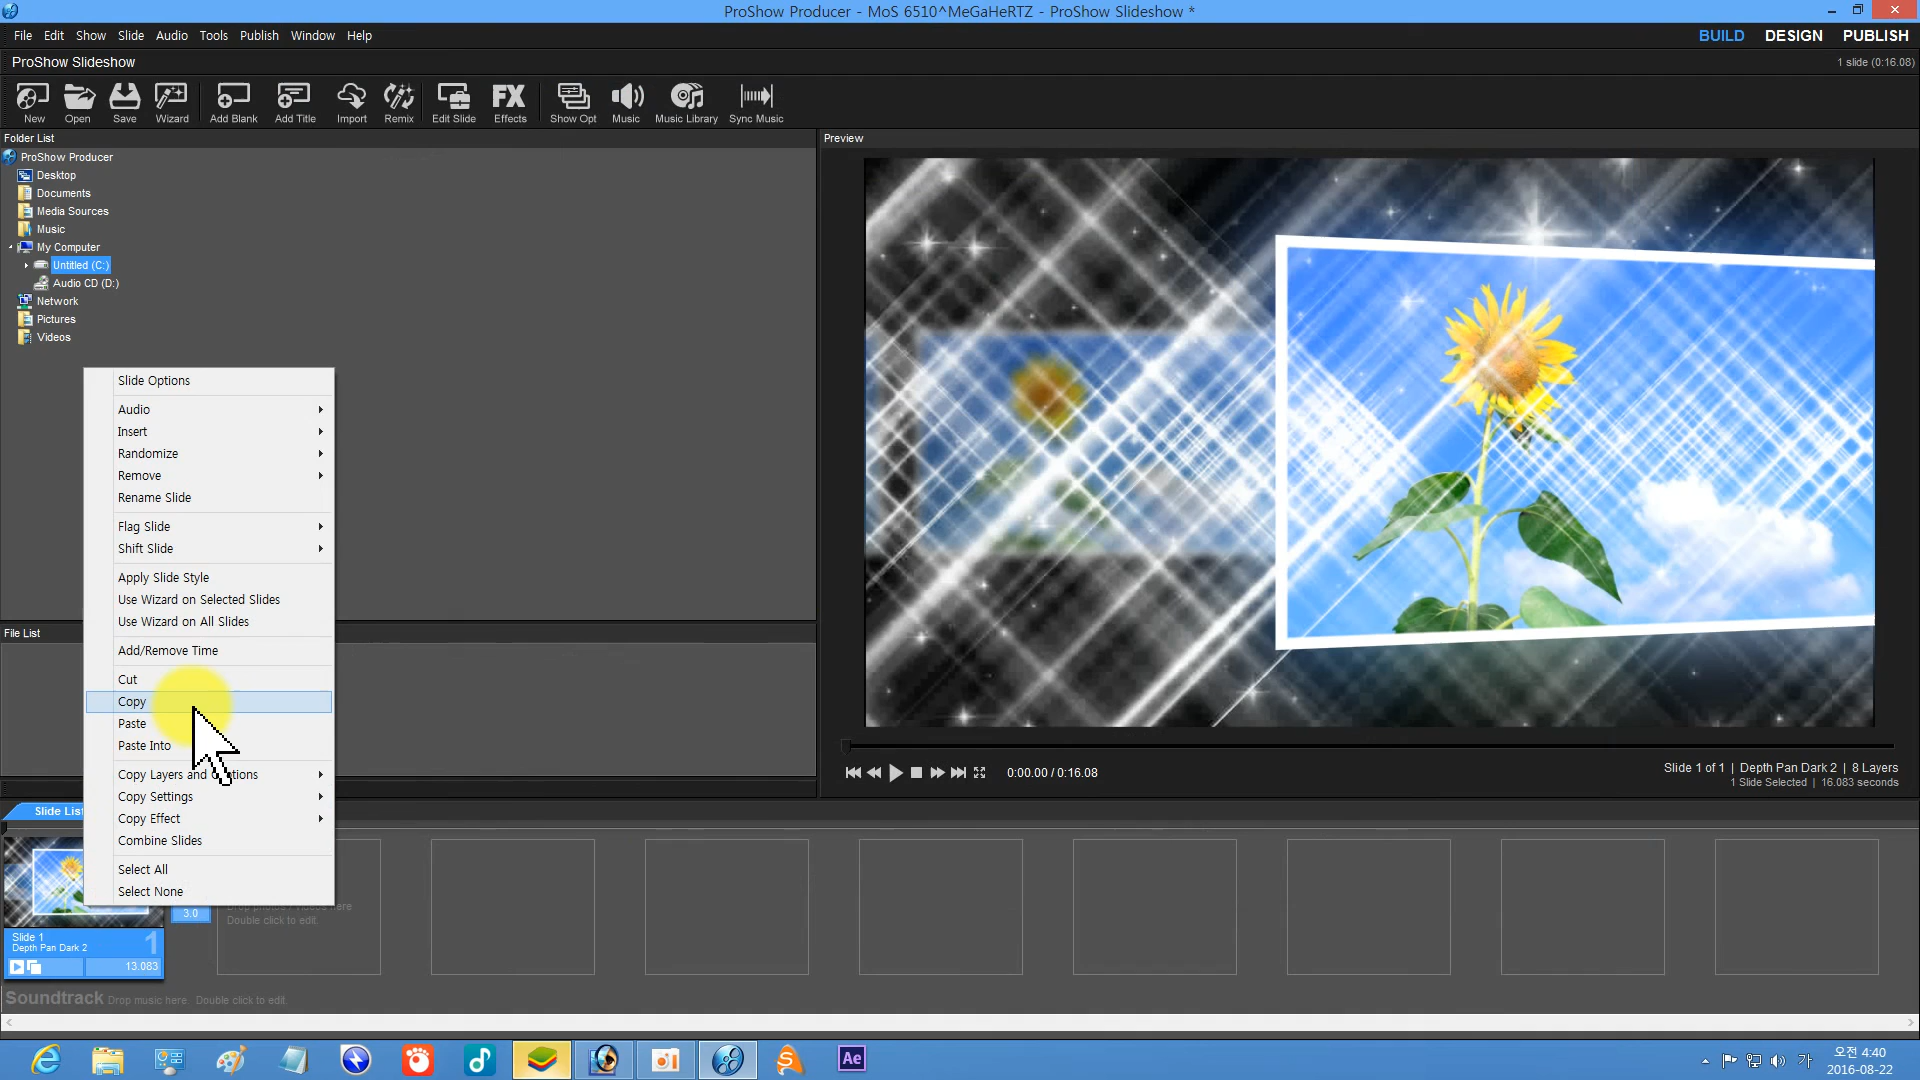 ProShow Producer - MoS 6510^MeGaHeRTZ - ProShow Slideshow *
File Edit Show Slide Audio Tools Publish Window Help
BUILD DESIGN PUBLISH
ProShow Slideshow
1 slide (0:16.08)
New Open Save Wizard Add Blank Add Title Import Remix Edit Slide FX Effects Show Opt Music Music Library Sync Music
Folder List
Preview
ProShow Producer
Desktop
Documents
Media Sources
Music
My Computer
Untitled (C:)
Audio CD (D:)
Network
Pictures
Videos
Slide Options
Audio
Insert
Randomize
Remove
Rename Slide
Flag Slide
Shift Slide
Apply Slide Style
Use Wizard on Selected Slides
Use Wizard on All Slides
Add/Remove Time
Cut
Copy
Paste
Paste Into
Copy Layers and
Copy Settings
Copy Effect
Combine Slides
Select All
Select None
File List
0:00.00 / 0:16.08
Slide 1 of 1 | Depth Pan Dark 2 | 8 Layers
1 Slide Selected | 16.083 seconds
Slide List
3.0
Double click to edit.
Slide 1
1
Depth Pan Dark 2
13.083
Soundtrack Drop music here. Double click to edit.
Ae
가
오전 4:40
2016-08-22